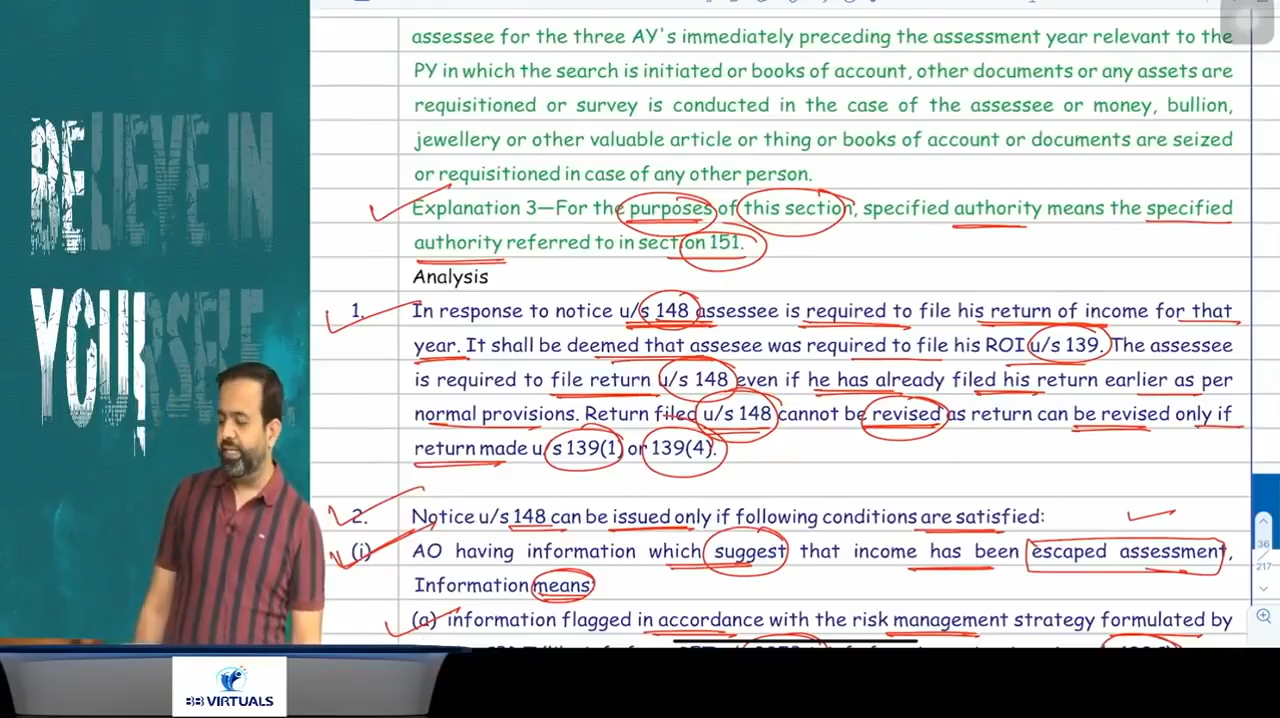 assessee for the three AY's immediately preceding the assessment year relevant to the
PY in which the search is initiated or books of account, other documents or any assets are
requisitioned or survey is conducted in the case of the assessee or money, bullion,
jewellery or other valuable article or thing or books of account or documents are seized
or requisitioned in case of any other person.
Explanation 3—For the purposes of this section, specified authority means the specified
authority referred to in section 151.
Analysis
1. In response to notice u/s 148 assessee is required to file his return of income for that
year. It shall be deemed that assesee was required to file his ROI u/s 139. The assessee
is required to file return u/s 148 even if he has already filed his return earlier as per
normal provisions. Return filed u/s 148 cannot be revised as return can be revised only if
return made u/s 139(1) or 139(4).
2. Notice u/s 148 can be issued only if following conditions are satisfied:
(i) AO having information which suggest that income has been escaped assessment,
Information means
(a) information flagged in accordance with the risk management strategy formulated by
BELIEVE IN
YOURSELF
BB VIRTUALS
36
217